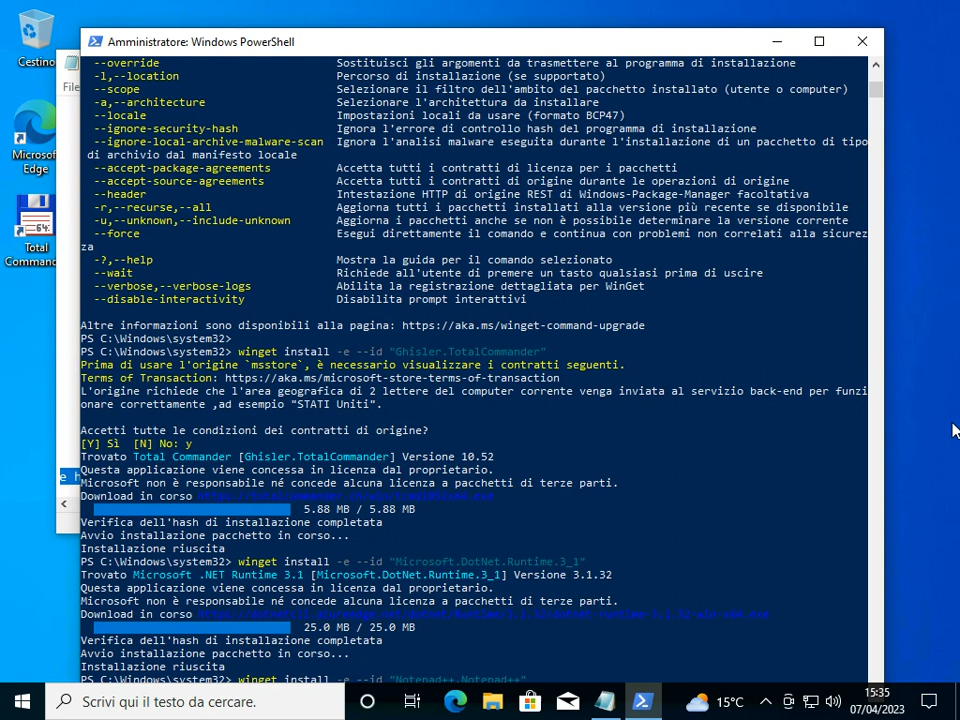 Cestino
Microsoft
Edge
64
Total
Command
File
e h
Amministratore: Windows PowerShell
--override Sostituisci gli argomenti da trasmettere al programma di installazione
-l,--location Percorso di installazione (se supportato)
--scope Selezionare il filtro dell'ambito del pacchetto installato (utente o computer)
-a,--architecture Selezionare l'architettura da installare
--locale Impostazioni locali da usare (formato BCP47)
--ignore-security-hash Ignora l'errore di controllo hash del programma di installazione
--ignore-local-archive-malware-scan Ignora l'analisi malware eseguita durante l'installazione di un pacchetto di tipo
di archivio dal manifesto locale
--accept-package-agreements Accetta tutti i contratti di licenza per i pacchetti
--accept-source-agreements Accetta tutti i contratti di origine durante le operazioni di origine
--header Intestazione HTTP di origine REST di Windows-Package-Manager facoltativa
-r,--recurse,--all Aggiorna tutti i pacchetti installati alla versione più recente se disponibile
-u,--unknown,--include-unknown Aggiorna i pacchetti anche se non è possibile determinare la versione corrente
--force Esegui direttamente il comando e continua con problemi non correlati alla sicurez
za
-?,--help Mostra la guida per il comando selezionato
--wait Richiede all'utente di premere un tasto qualsiasi prima di uscire
--verbose,--verbose-logs Abilita la registrazione dettagliata per WinGet
--disable-interactivity Disabilita prompt interattivi
Altre informazioni sono disponibili alla pagina: https://aka.ms/winget-command-upgrade
PS C:\Windows\system32>
PS C:\Windows\system32> winget install -e --id "Ghisler.TotalCommander"
Prima di usare l'origine `msstore`, è necessario visualizzare i contratti seguenti.
Terms of Transaction: https://aka.ms/microsoft-store-terms-of-transaction
L'origine richiede che l'area geografica di 2 lettere del computer corrente venga inviata al servizio back-end per funzi
onare correttamente ,ad esempio "STATI Uniti".
Accetti tutte le condizioni dei contratti di origine?
[Y] Sì [N] No: y
Trovato Total Commander [Ghisler.TotalCommander] Versione 10.52
Questa applicazione viene concessa in licenza dal proprietario.
Microsoft non è responsabile né concede alcuna licenza a pacchetti di terze parti.
Download in corso
5.88 MB / 5.88 MB
Verifica dell'hash di installazione completata
Avvio installazione pacchetto in corso...
Installazione riuscita
PS C:\Windows\system32> winget install -e --id "Microsoft.DotNet.Runtime.3_1"
Trovato Microsoft .NET Runtime 3.1 [Microsoft.DotNet.Runtime.3_1] Versione 3.1.32
Questa applicazione viene concessa in licenza dal proprietario.
Microsoft non è responsabile né concede alcuna licenza a pacchetti di terze parti.
Download in corso
25.0 MB / 25.0 MB
Verifica dell'hash di installazione completata
Avvio installazione pacchetto in corso...
Installazione riuscita
PS C:\Windows\system32> winget install -e --id "Notepad++.Notepad++"
Scrivi qui il testo da cercare.
15°C
15:35
07/04/2023